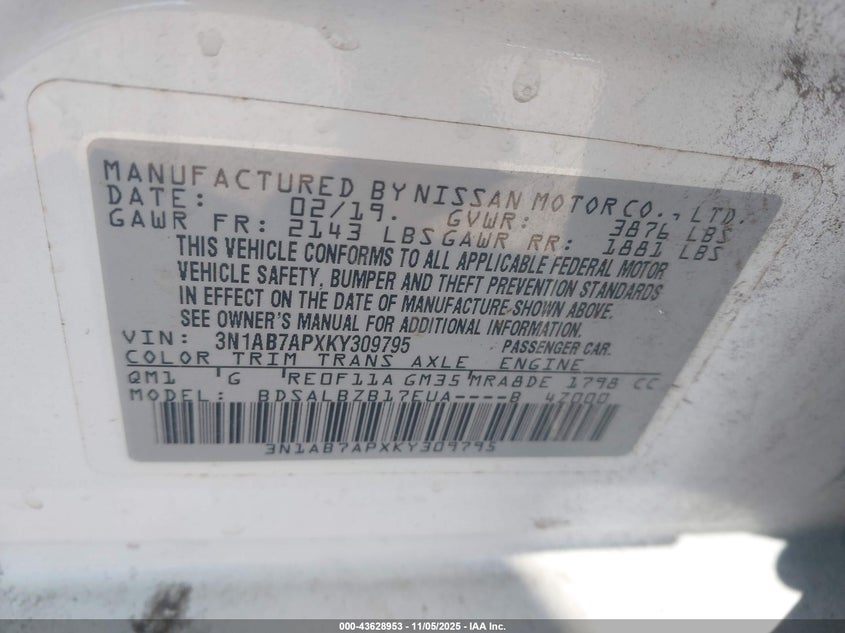 MANUFACTURED BY NISSAN MOTOR CO., LTD.
DATE: 02/19. GVWR: 3876 LBS
GAWR FR: 2143 LBS GAWR RR: 1881 LBS
THIS VEHICLE CONFORMS TO ALL APPLICABLE FEDERAL MOTOR
VEHICLE SAFETY, BUMPER AND THEFT PREVENTION STANDARDS
IN EFFECT ON THE DATE OF MANUFACTURE SHOWN ABOVE.
SEE OWNER'S MANUAL FOR ADDITIONAL INFORMATION.
VIN: 3N1AB7APXKY309795 PASSENGER CAR.
COLOR TRIM TRANS AXLE ENGINE
QM1 G RE0F11A GM35 MRA8DE 1798 CC
MODEL: BDSALBZB17EUA----B 4Z000
3N1AB7APXKY309795
000-43628953 - 11/05/2025 - IAA Inc.